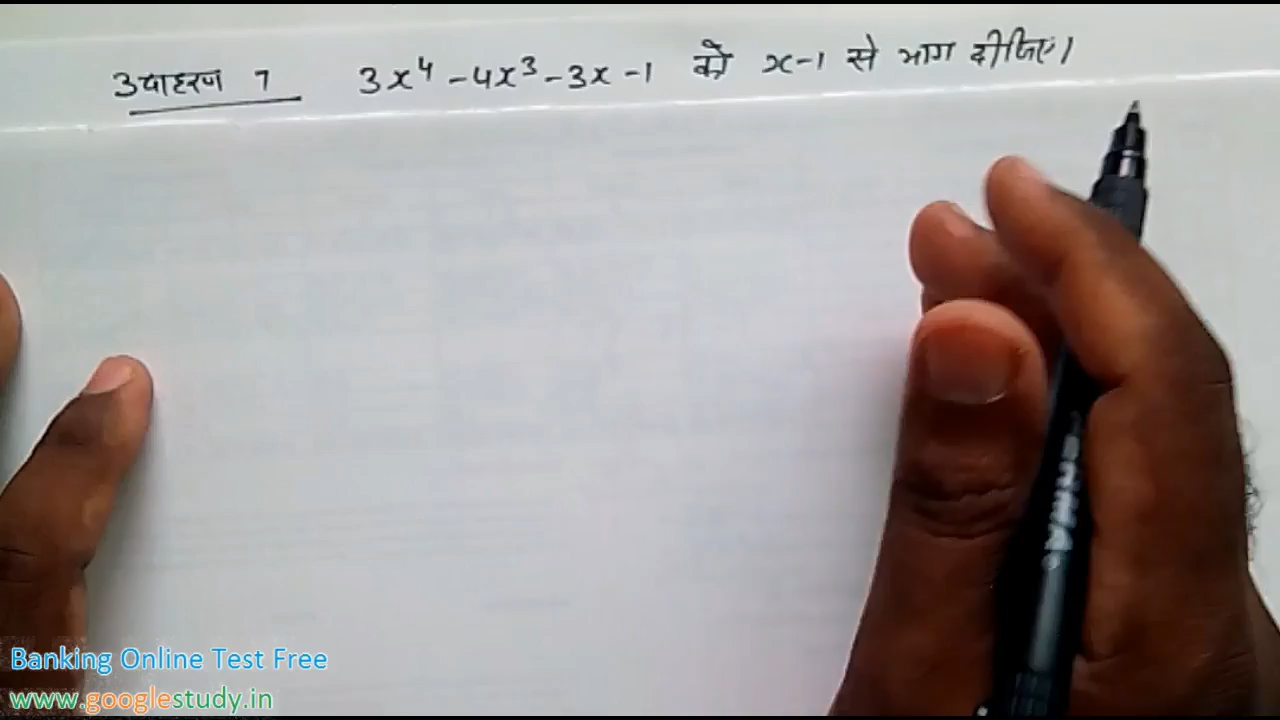 उदाहरण 7 3x⁴ - 4x³ - 3x - 1 को x-1 से भाग दीजिए।
Banking Online Test Free
www.googlestudy.in